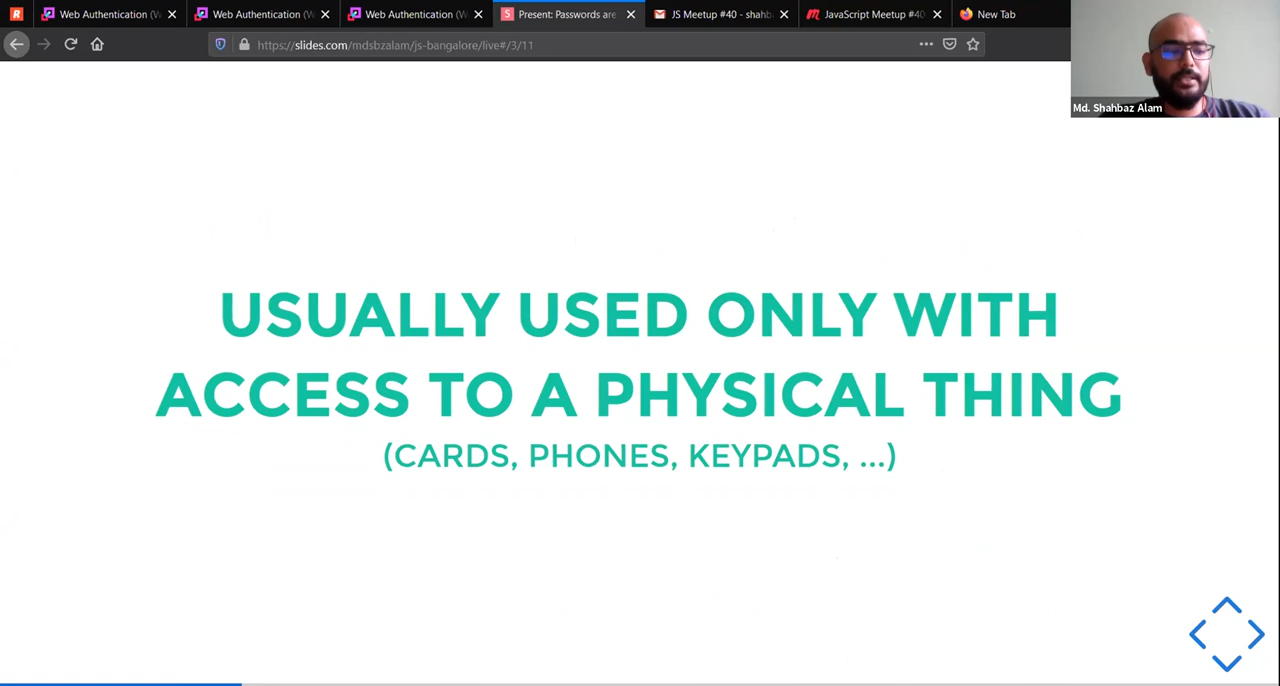 Web Authentication (W
Web Authentication (W
Web Authentication (W
Present: Passwords are
JS Meetup #40 - shahb
JavaScript Meetup #40
New Tab
https://slides.com/mdsbzalam/js-bangalore/live#/3/11
Md. Shahbaz Alam
USUALLY USED ONLY WITH
ACCESS TO A PHYSICAL THING
(CARDS, PHONES, KEYPADS, ...)